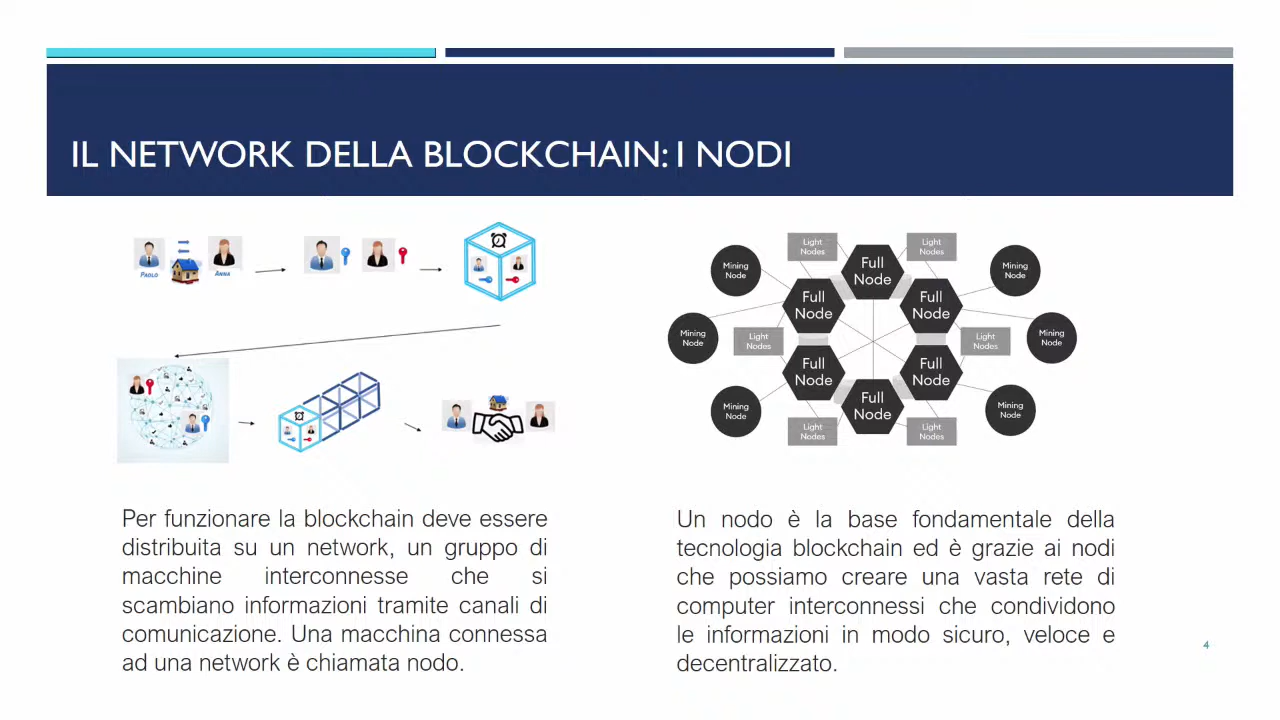 IL NETWORK DELLA BLOCKCHAIN: I NODI
PAOLO
ANNA
Light
Nodes
Light
Nodes
Full
Node
Mining
Node
Mining
Node
Full
Node
Full
Node
Mining
Node
Light
Nodes
Light
Nodes
Mining
Node
Full
Node
Full
Node
Mining
Node
Full
Node
Mining
Node
Light
Nodes
Light
Nodes
Per funzionare la blockchain deve essere
distribuita su un network, un gruppo di
macchine interconnesse che si
scambiano informazioni tramite canali di
comunicazione. Una macchina connessa
ad una network è chiamata nodo.
Un nodo è la base fondamentale della
tecnologia blockchain ed è grazie ai nodi
che possiamo creare una vasta rete di
computer interconnessi che condividono
le informazioni in modo sicuro, veloce e
decentralizzato.
4